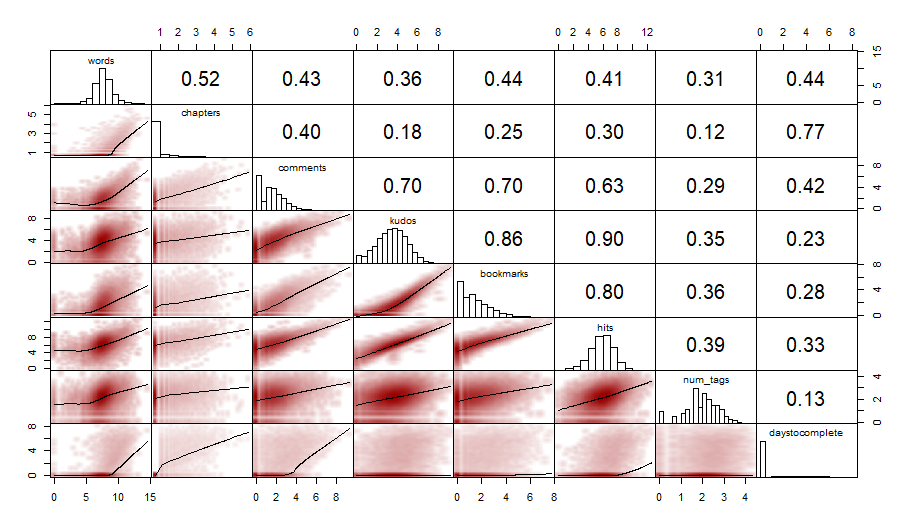 1 2 3 4 5 6 0 2 4 6 8 0 2 4 6 8 10 12 0 2 4 6 8
words 0.52 0.43 0.36 0.44 0.41 0.31 0.44 0 5 10 15
1 3 5 chapters 0.40 0.18 0.25 0.30 0.12 0.77
comments 0.70 0.70 0.63 0.29 0.42 0 4 8
0 4 8 kudos 0.86 0.90 0.35 0.23
bookmarks 0.80 0.36 0.28 0 4 8
0 4 8 hits 0.39 0.33
num_tags 0.13 0 2 4
0 4 8 daystocomplete
0 5 10 15 0 2 4 6 8 0 2 4 6 8 0 1 2 3 4